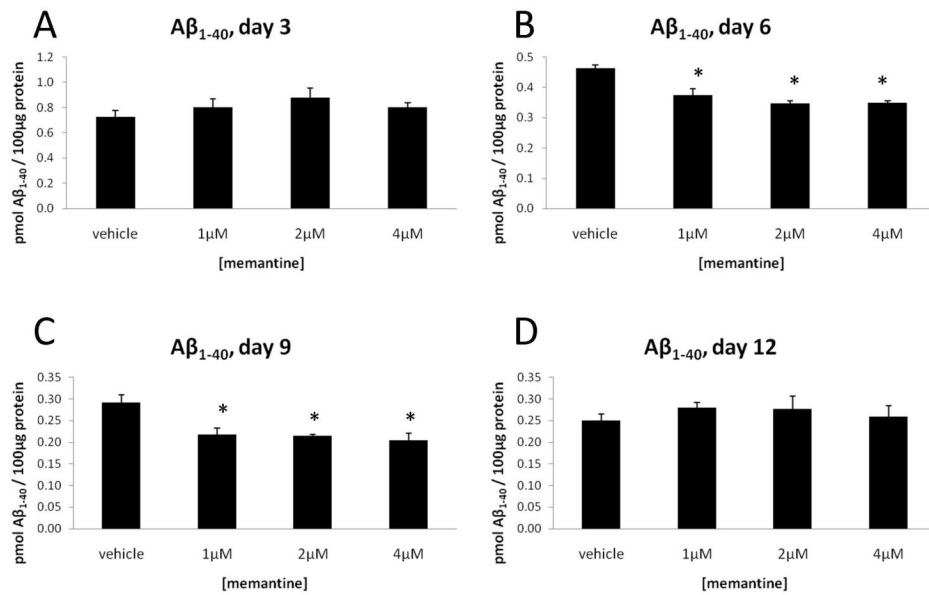 A
Aβ1-40, day 3
pmol Aβ1-40 / 100µg protein
1.2
1.0
0.8
0.6
0.4
0.2
0.0
vehicle 1µM 2µM 4µM
[memantine]
B
Aβ1-40, day 6
pmol Aβ1-40 / 100µg protein
0.5
0.4
0.3
0.2
0.1
0.0
* * *
vehicle 1µM 2µM 4µM
[memantine]
C
Aβ1-40, day 9
pmol Aβ1-40 / 100µg protein
0.35
0.30
0.25
0.20
0.15
0.10
0.05
0.00
* * *
vehicle 1µM 2µM 4µM
[memantine]
D
Aβ1-40, day 12
pmol Aβ1-40 / 100µg protein
0.35
0.30
0.25
0.20
0.15
0.10
0.05
0.00
vehicle 1µM 2µM 4µM
[memantine]